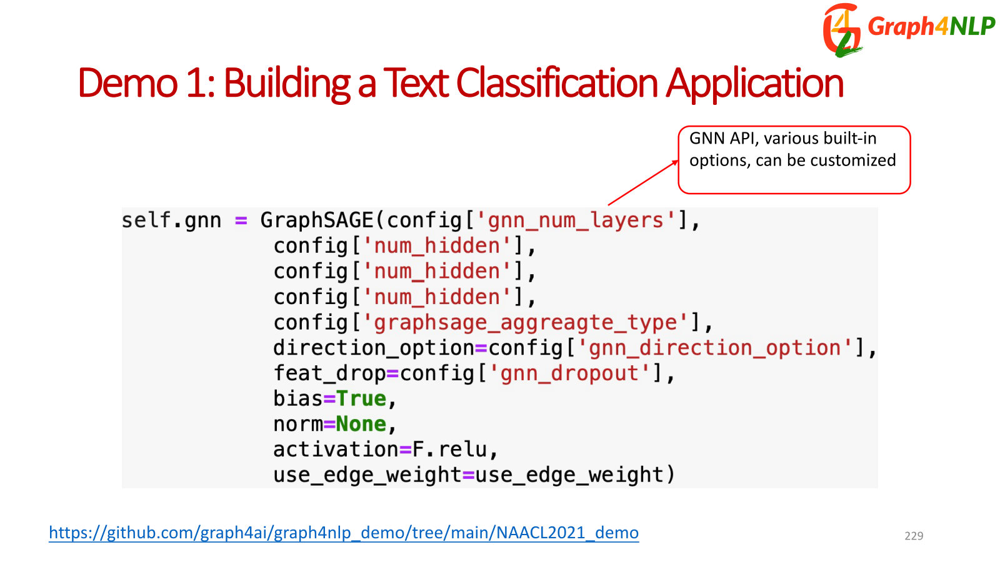 Graph4NLP
Demo 1: Building a Text Classification Application
GNN API, various built-in
options, can be customized
self.gnn = GraphSAGE(config['gnn_num_layers'],
config['num_hidden'],
config['num_hidden'],
config['num_hidden'],
config['graphsage_aggreagte_type'],
direction_option=config['gnn_direction_option'],
feat_drop=config['gnn_dropout'],
bias=True,
norm=None,
activation=F.relu,
use_edge_weight=use_edge_weight)
https://github.com/graph4ai/graph4nlp_demo/tree/main/NAACL2021_demo
229